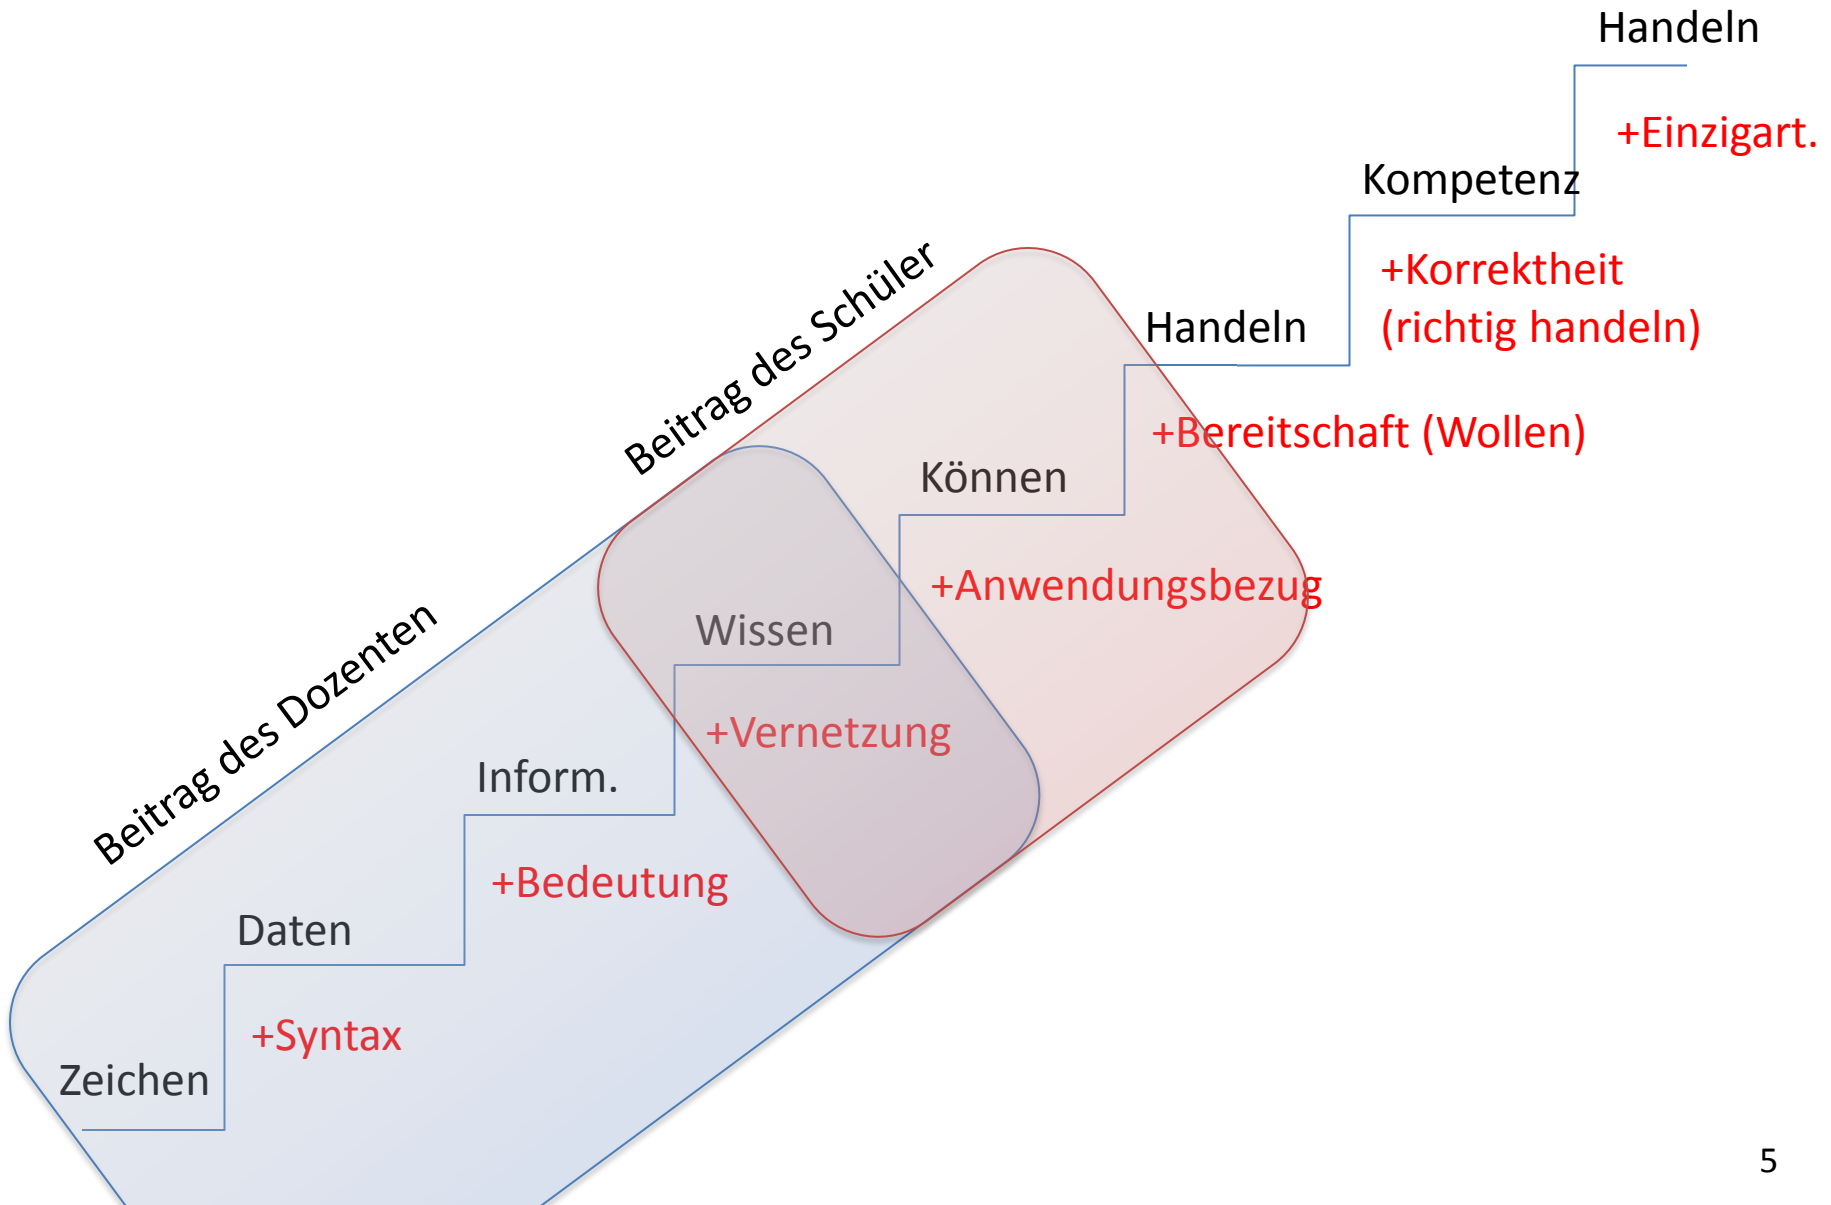 Handeln
+Einzigart.
Kompetenz
+Korrektheit
(richtig handeln)
Beitrag des Schüler
Handeln
+Bereitschaft (Wollen)
Können
+Anwendungsbezug
Beitrag des Dozenten
Wissen
+Vernetzung
Inform.
+Bedeutung
Daten
+Syntax
Zeichen
5